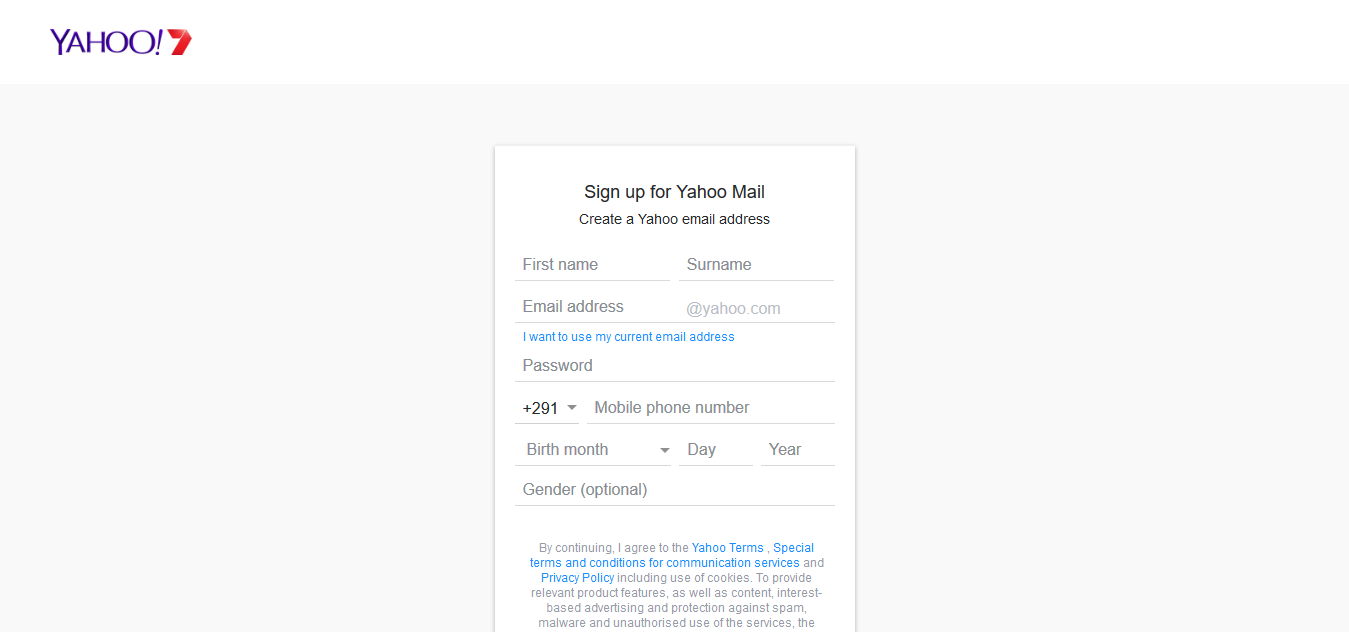 YAHOO!7
Sign up for Yahoo Mail
Create a Yahoo email address
First name Surname
Email address @yahoo.com
I want to use my current email address
Password
+291 Mobile phone number
Birth month Day Year
Gender (optional)
By continuing, I agree to the Yahoo Terms , Special
terms and conditions for communication services and
Privacy Policy including use of cookies. To provide
relevant product features, as well as content, interest-
based advertising and protection against spam,
malware and unauthorised use of the services, the